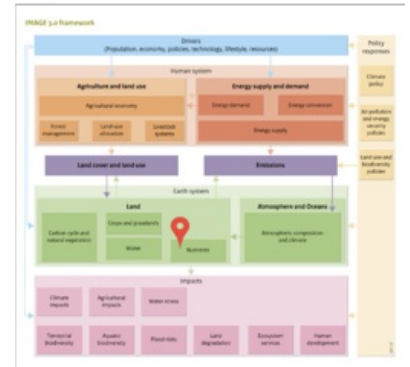 IMAGE 3.0 framework
Drivers
(Population, economy, policies, technology, lifestyle, resources)
Policy
responses
Human system
Agriculture and land use
Agricultural economy
Forest
management
Land-use
allocation
Livestock
systems
Energy supply and demand
Energy demand
Energy conversion
Energy supply
Climate
policy
Air pollution
and energy
security
policies
Land use and
biodiversity
policies
Land cover and land use
Emissions
Earth system
Land
Carbon cycle and
natural vegetation
Crops and grasslands
Water
Nutrients
Atmosphere and Oceans
Atmospheric composition
and climate
Impacts
Climate
impacts
Agricultural
impacts
Water stress
Terrestrial
biodiversity
Aquatic
biodiversity
Flood risks
Land
degradation
Ecosystem
services
Human
development